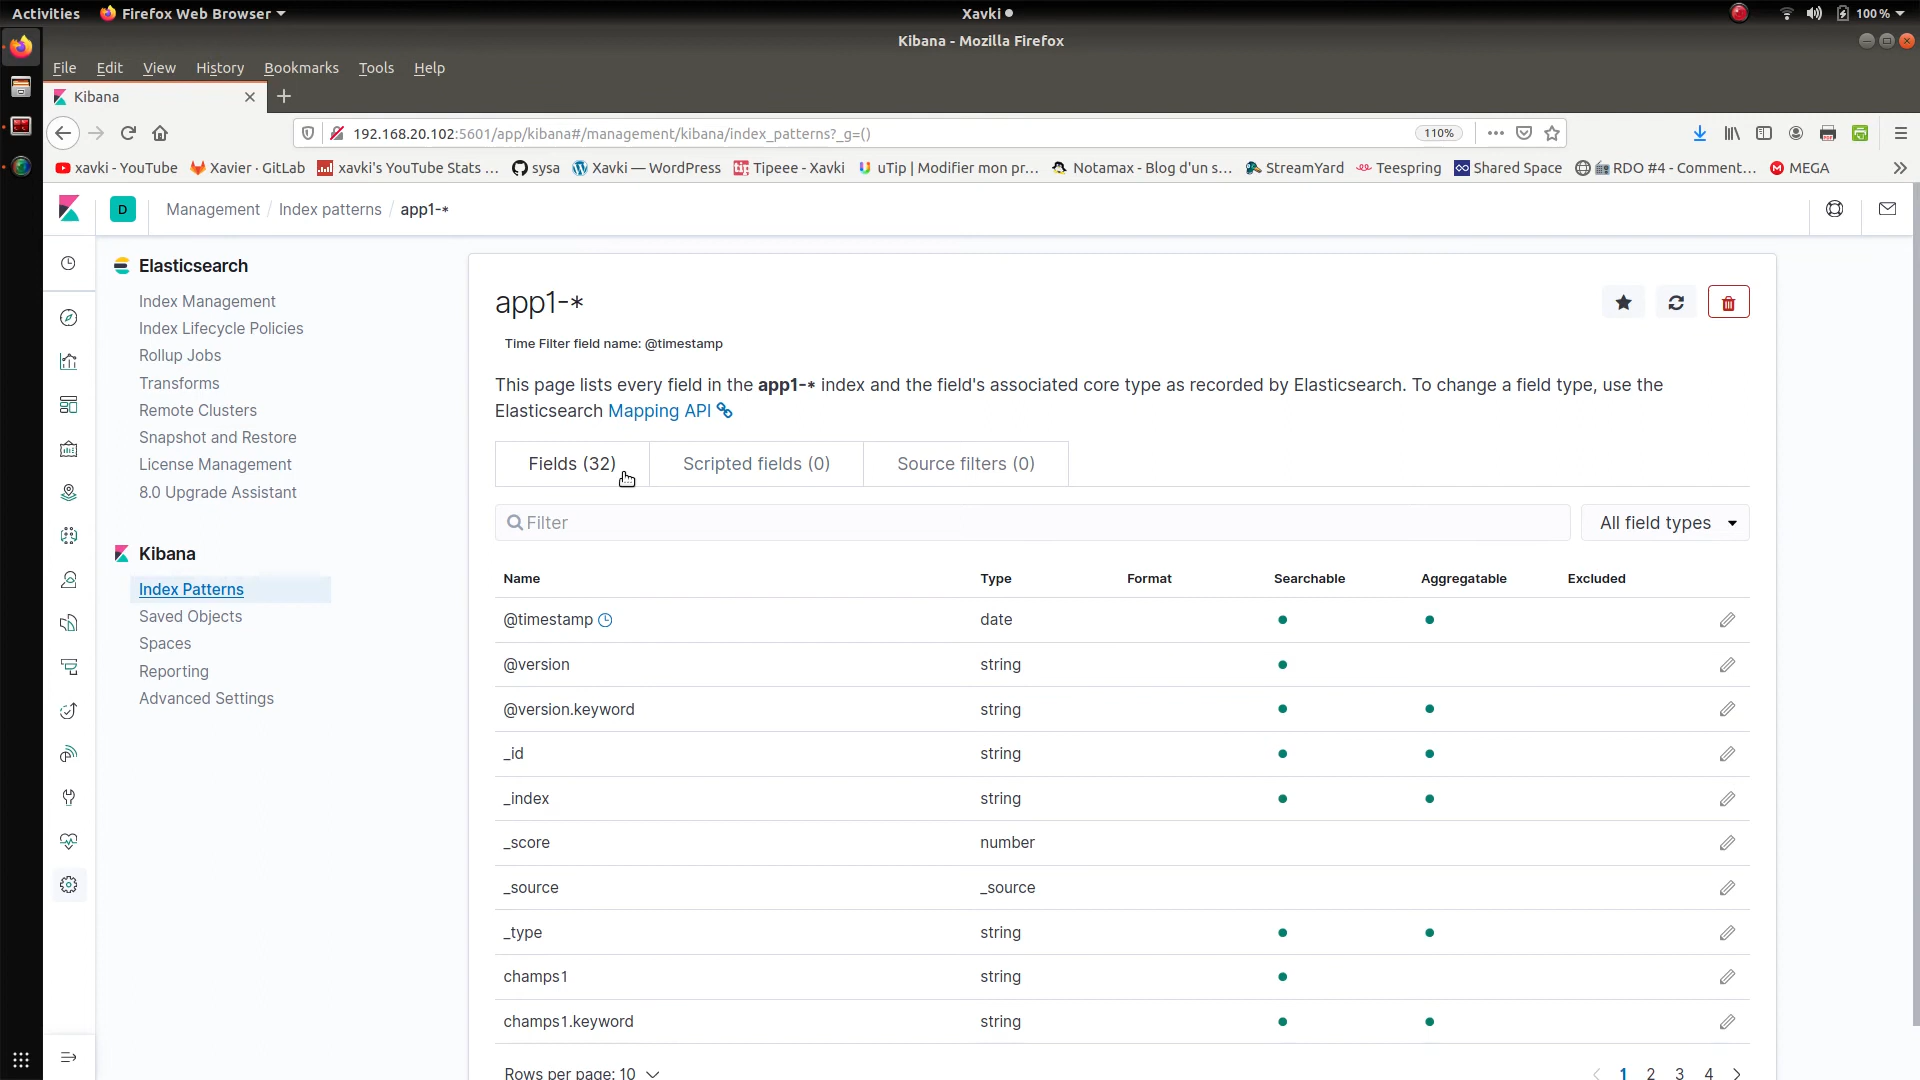 Activities
Firefox Web Browser
Xavki
100 %
Kibana - Mozilla Firefox
File Edit View History Bookmarks Tools Help
Kibana
192.168.20.102:5601/app/kibana#/management/kibana/index_patterns?_g=()
110%
xavki - YouTube
Xavier · GitLab
xavki's YouTube Stats ...
sysa
Xavki — WordPress
Tipeee - Xavki
uTip | Modifier mon pr...
Notamax - Blog d'un s...
StreamYard
Teespring
Shared Space
RDO #4 - Comment...
MEGA
D
Management / Index patterns / app1-*
Elasticsearch
Index Management
Index Lifecycle Policies
Rollup Jobs
Transforms
Remote Clusters
Snapshot and Restore
License Management
8.0 Upgrade Assistant
Kibana
Index Patterns
Saved Objects
Spaces
Reporting
Advanced Settings
app1-*
Time Filter field name: @timestamp
This page lists every field in the app1-* index and the field's associated core type as recorded by Elasticsearch. To change a field type, use the
Elasticsearch Mapping API
Fields (32)
Scripted fields (0)
Source filters (0)
Filter
All field types
Name Type Format Searchable Aggregatable Excluded
@timestamp date
@version string
@version.keyword string
_id string
_index string
_score number
_source _source
_type string
champs1 string
champs1.keyword string
Rows per page: 10
1 2 3 4